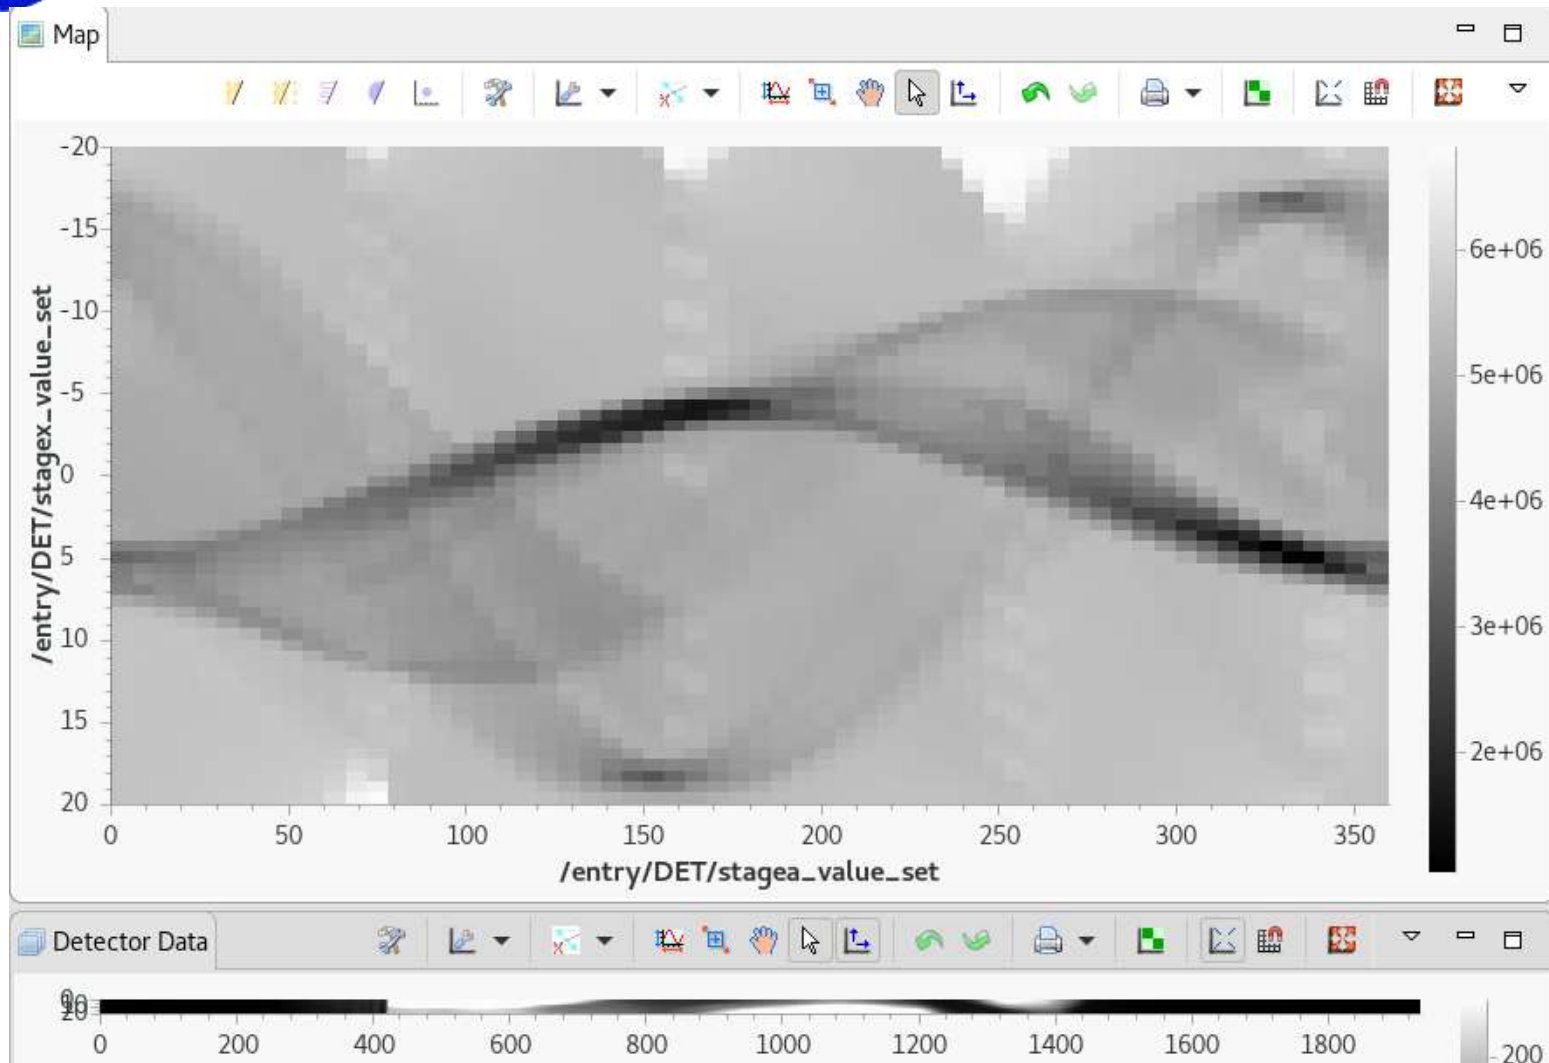 Map
-20
-15
-10
-5
0
5
10
15
20
/entry/DET/stagex_value_set
0 50 100 150 200 250 300 350
/entry/DET/stagea_value_set
6e+06
5e+06
4e+06
3e+06
2e+06
Detector Data
20
0 200 400 600 800 1000 1200 1400 1600 1800
200